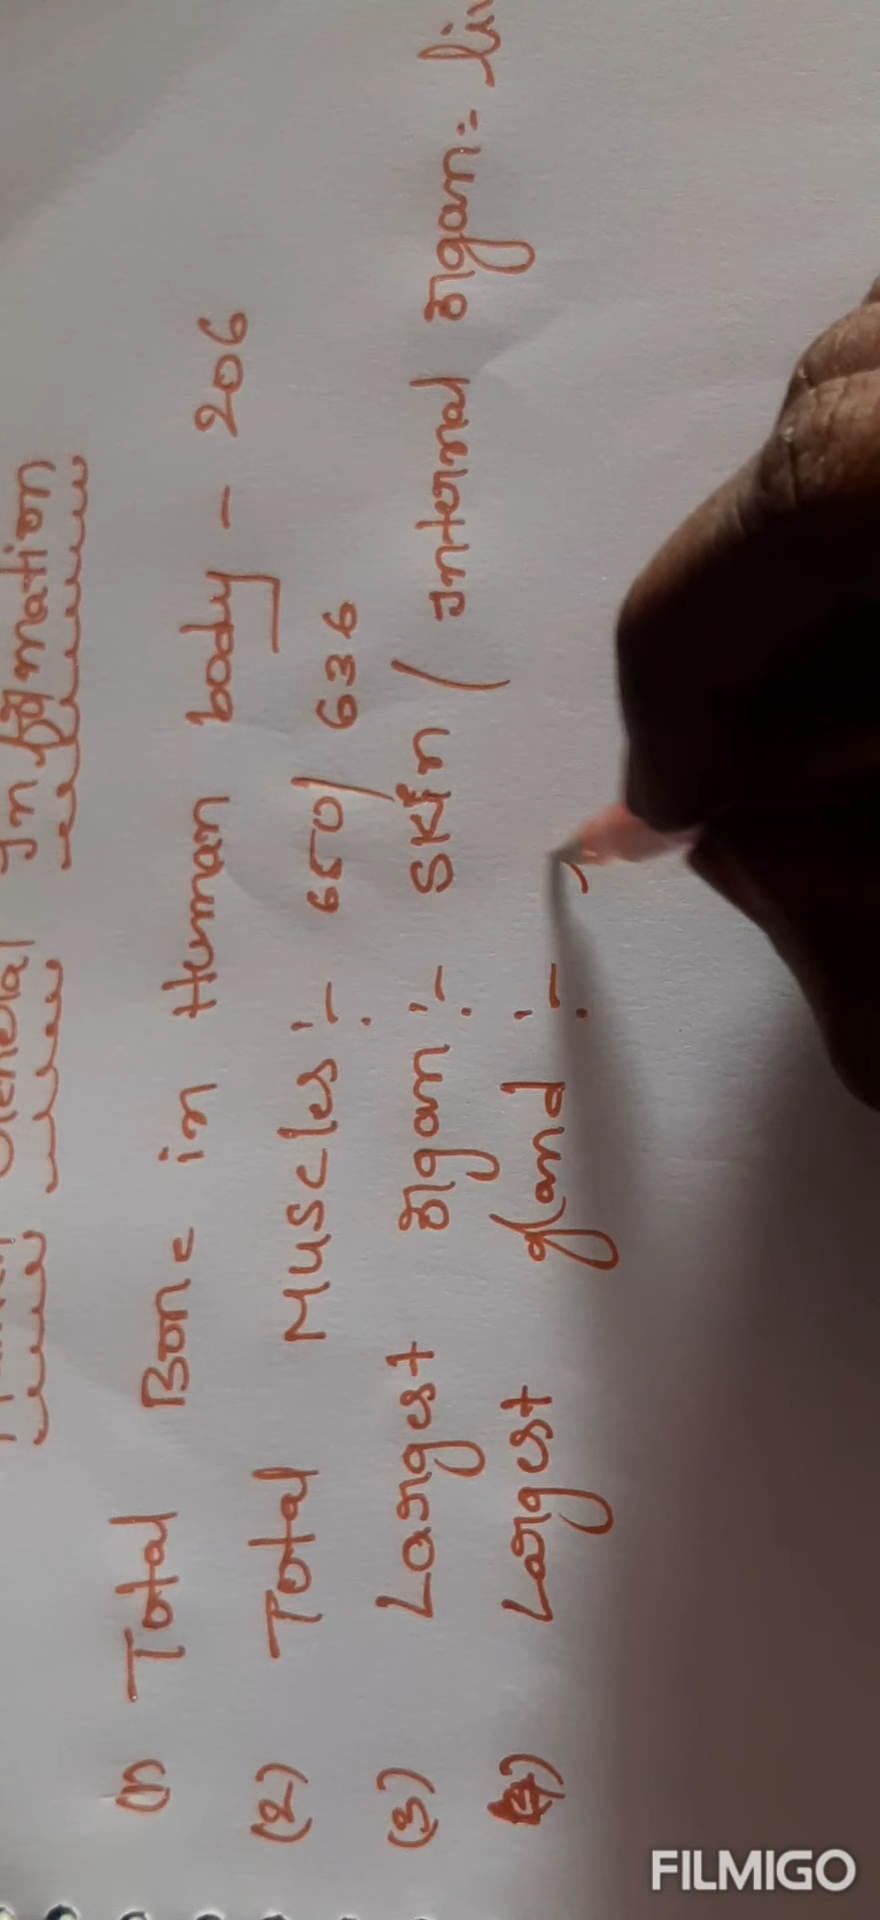 General Information
(1) Total Bone in Human body - 206
(2) Total Muscles :- 650/ 636
(3) Largest organ :- Skin / Internal organ :-
(4) Largest gland :-
FILMIGO